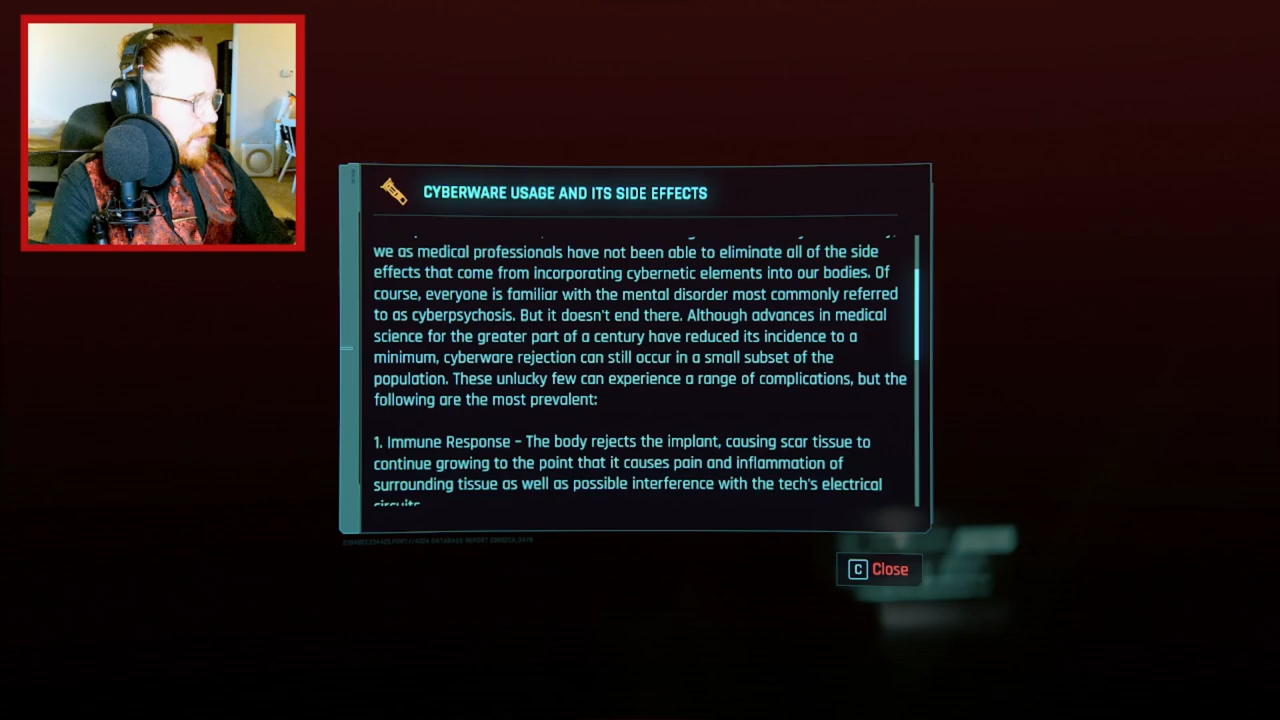 CYBERWARE USAGE AND ITS SIDE EFFECTS
we as medical professionals have not been able to eliminate all of the side
effects that come from incorporating cybernetic elements into our bodies. Of
course, everyone is familiar with the mental disorder most commonly referred
to as cyberpsychosis. But it doesn't end there. Although advances in medical
science for the greater part of a century have reduced its incidence to a
minimum, cyberware rejection can still occur in a small subset of the
population. These unlucky few can experience a range of complications, but the
following are the most prevalent:
1. Immune Response – The body rejects the implant, causing scar tissue to
continue growing to the point that it causes pain and inflammation of
surrounding tissue as well as possible interference with the tech's electrical
circuits
C Close